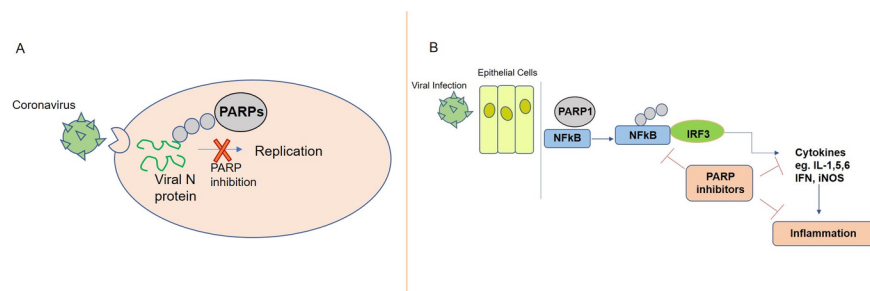 A
Coronavirus
PARPs
Replication
PARP
inhibition
Viral N
protein
B
Viral Infection
Epithelial Cells
PARP1
NFkB
NFkB
IRF3
Cytokines
eg. IL-1,5,6
IFN, iNOS
PARP
inhibitors
Inflammation